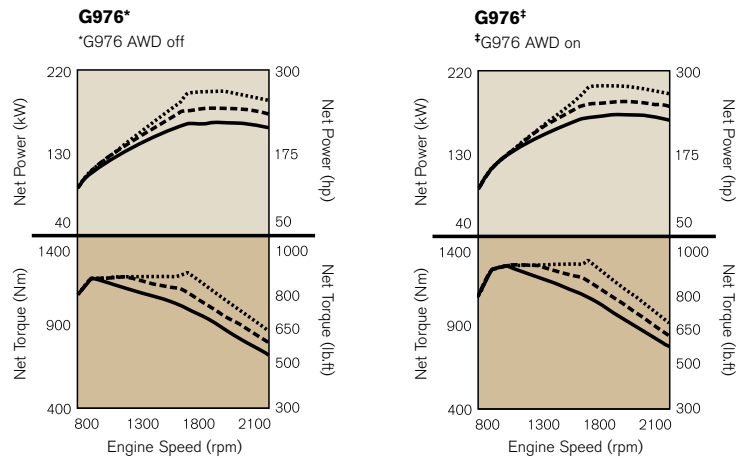 G976*
*G976 AWD off
220
130
40
Net Power (kW)
300
175
50
Net Power (hp)
1400
900
400
Net Torque (Nm)
1000
800
650
500
300
Net Torque (lb.ft)
800 1300 1800 2100
Engine Speed (rpm)
G976‡
‡G976 AWD on
220
130
40
Net Power (kW)
300
175
50
Net Power (hp)
1400
900
400
Net Torque (Nm)
1000
800
650
500
300
Net Torque (lb.ft)
800 1300 1800 2100
Engine Speed (rpm)